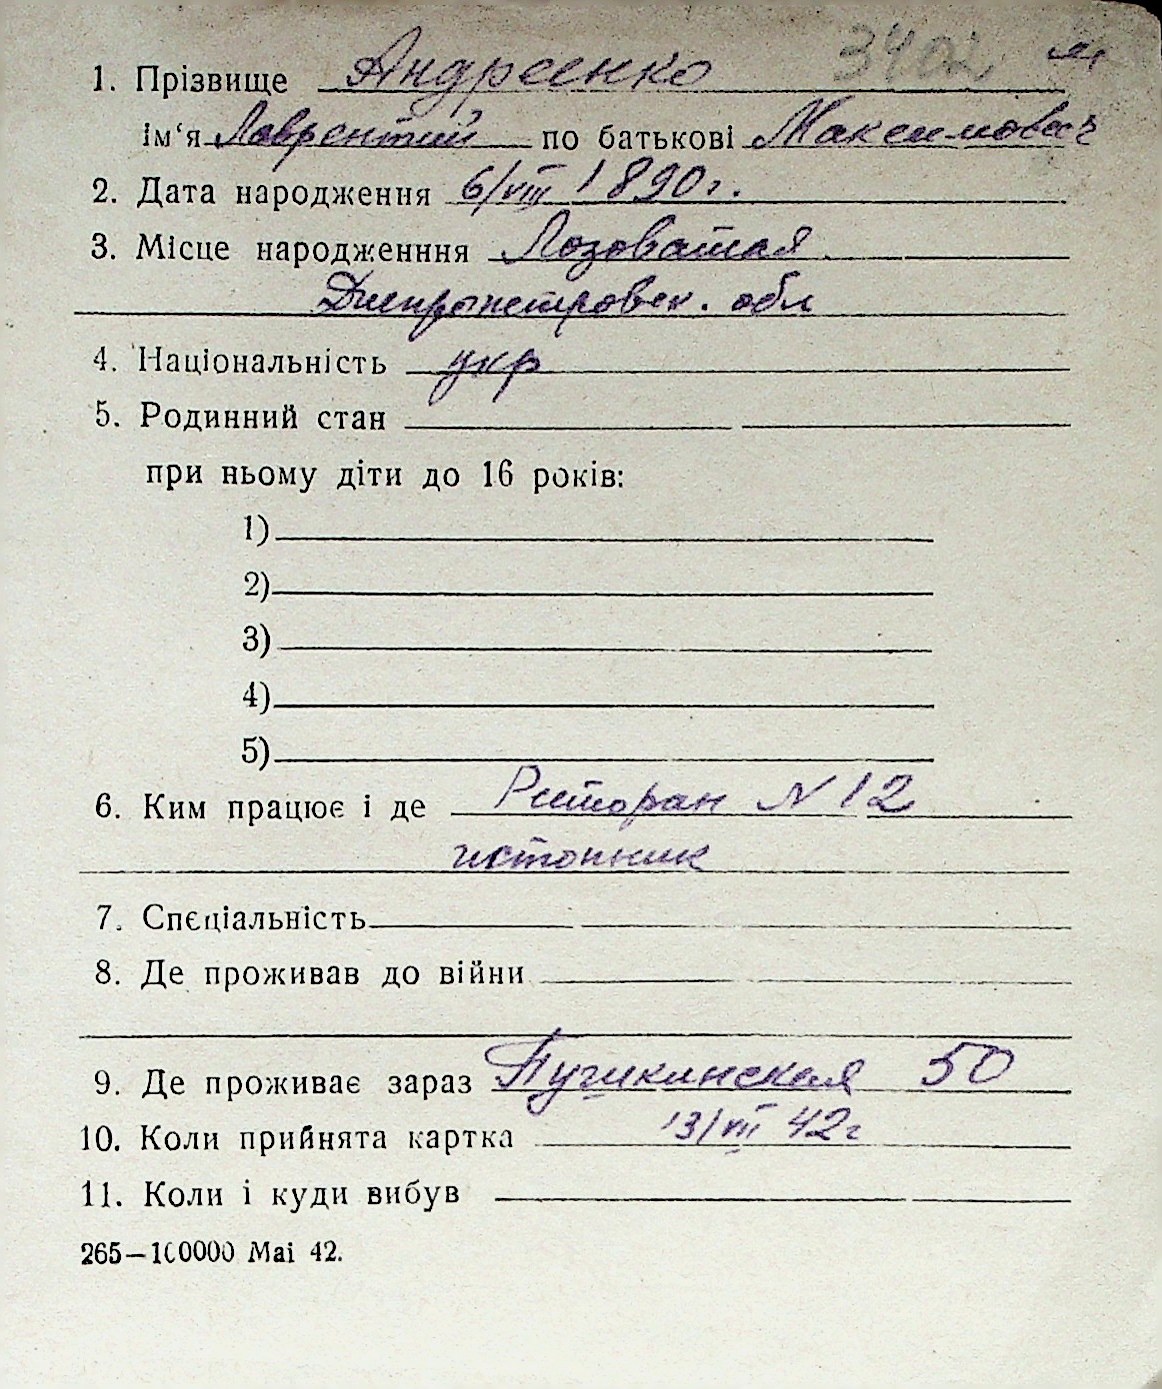 3402 м
1. Прізвище Андреенко
ім‘я Лаврентий по батькові Максимович
2. Дата народження 6/VIII 1890г.
3. Місце народженння Лозоватая
Днепропетровск. обл
4. Національність укр
5. Родинний стан
при ньому діти до 16 років:
1)
2)
3)
4)
5)
6. Ким працює і де Ресторан N 12
истопник
7. Спєціальність
8. Де проживав до війни
9. Де проживає зараз Пушкинская 50
10. Коли прийнята картка 13/VII 42г
11. Коли і куди вибув
265—100000 Mai 42.